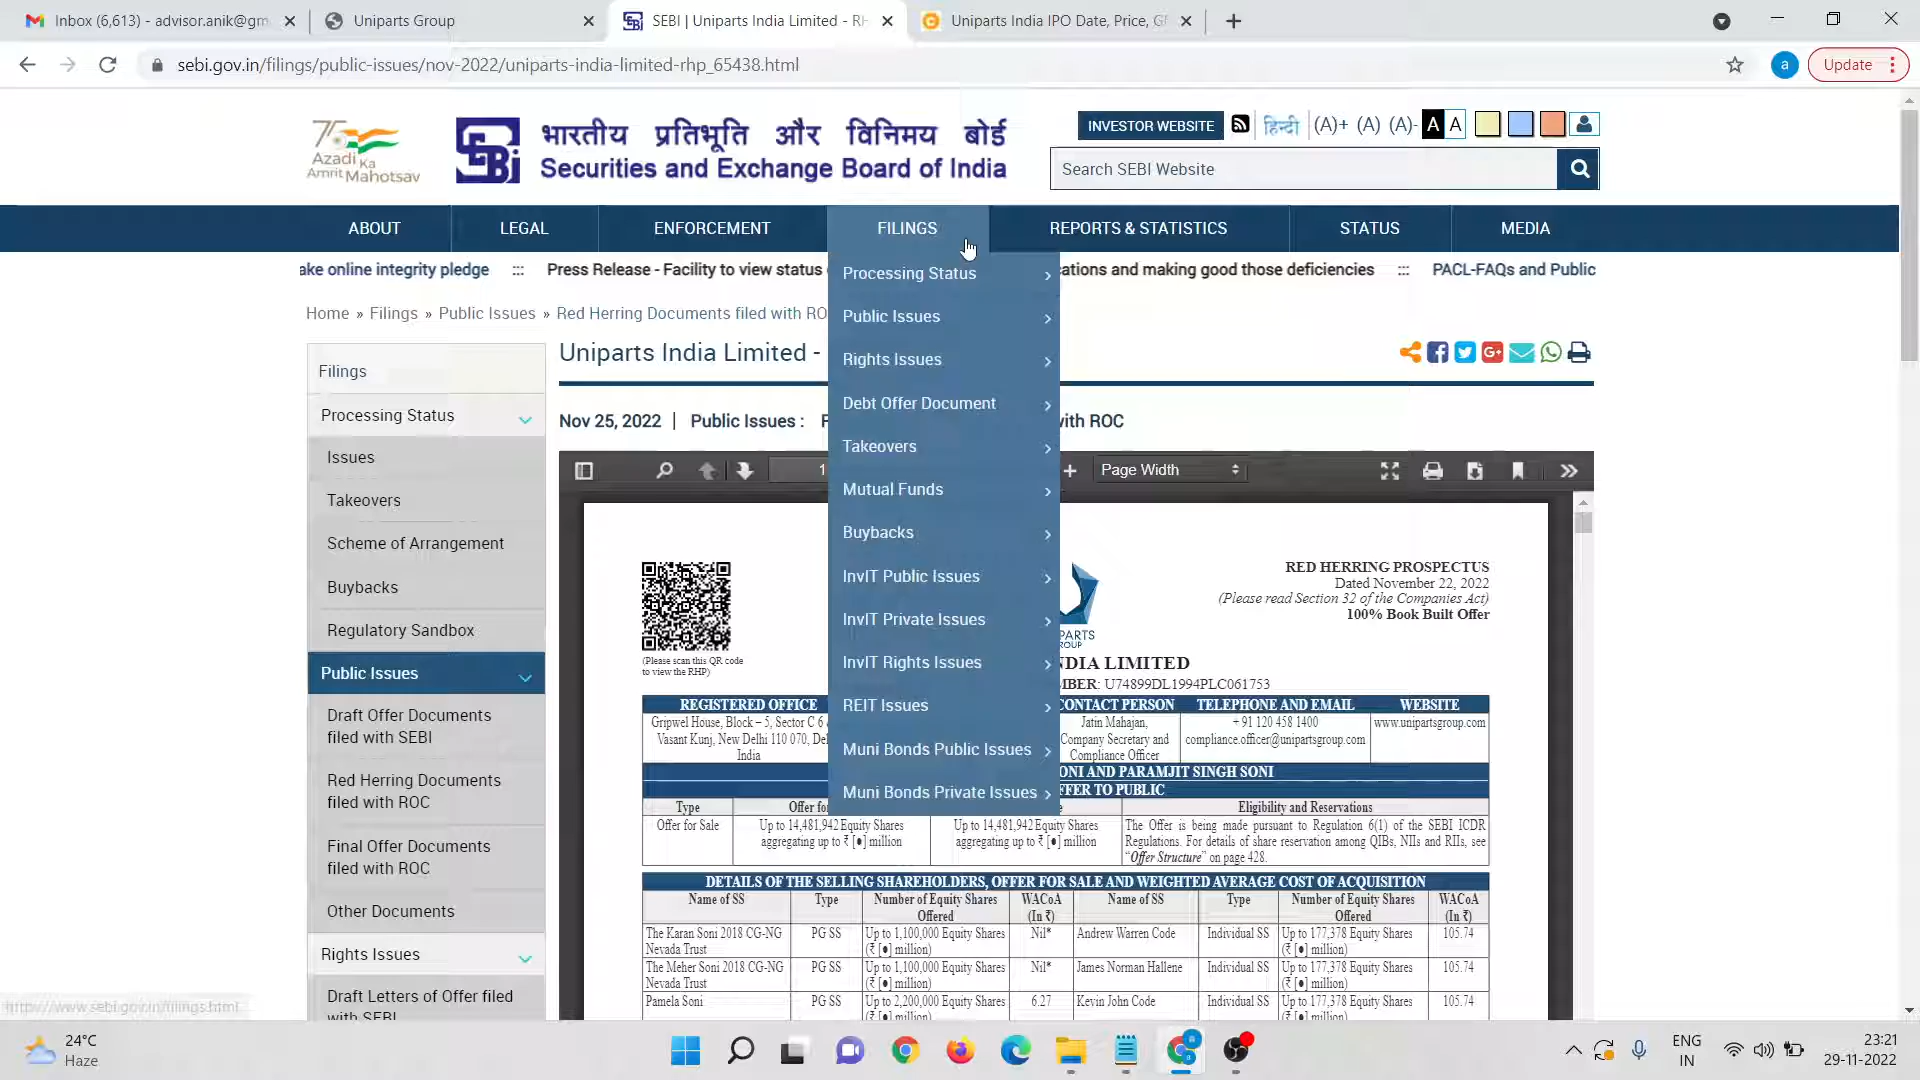 Inbox (6,613) - advisor.anik@gm
Uniparts Group
SEBI | Uniparts India Limited - RH
Uniparts India IPO Date, Price, G
sebi.gov.in/filings/public-issues/nov-2022/uniparts-india-limited-rhp_65438.html
a
Update
75
Azadi Ka
Amrit Mahotsav
भारतीय प्रतिभूति और विनिमय बोर्ड
Securities and Exchange Board of India
INVESTOR WEBSITE
हिन्दी
(A)+ (A) (A)-
A A
Search SEBI Website
ABOUT
LEGAL
ENFORCEMENT
FILINGS
REPORTS & STATISTICS
STATUS
MEDIA
ake online integrity pledge ::: Press Release - Facility to view status
ations and making good those deficiencies ::: PACL-FAQs and Public
Home » Filings » Public Issues » Red Herring Documents filed with RO
Processing Status
Public Issues
Rights Issues
Debt Offer Document
Takeovers
Mutual Funds
Buybacks
InvIT Public Issues
InvIT Private Issues
InvIT Rights Issues
REIT Issues
Muni Bonds Public Issues
Muni Bonds Private Issues
Filings
Processing Status
Issues
Takeovers
Scheme of Arrangement
Buybacks
Regulatory Sandbox
Public Issues
Draft Offer Documents
filed with SEBI
Red Herring Documents
filed with ROC
Final Offer Documents
filed with ROC
Other Documents
Rights Issues
Draft Letters of Offer filed
with SEBI
Uniparts India Limited -
Nov 25, 2022 | Public Issues :
ith ROC
1
Page Width
(Please scan this QR code
to view the RHP)
PARTS
OUP
RED HERRING PROSPECTUS
Dated November 22, 2022
(Please read Section 32 of the Companies Act)
100% Book Built Offer
NDIA LIMITED
BER: U74899DL1994PLC061753
REGISTERED OFFICE
CONTACT PERSON
TELEPHONE AND EMAIL
WEBSITE
Gripwel House, Block – 5, Sector C 6
Vasant Kunj, New Delhi 110 070, Del
India
Jatin Mahajan,
Company Secretary and
Compliance Officer
+ 91 120 458 1400
compliance.officer@unipartsgroup.com
www.unipartsgroup.com
ONI AND PARAMJIT SINGH SONI
FFER TO PUBLIC
Type
Offer fo
e
Eligibility and Reservations
Offer for Sale
Up to 14,481,942 Equity Shares
aggregating up to ₹ [●] million
Up to 14,481,942 Equity Shares
aggregating up to ₹ [●] million
The Offer is being made pursuant to Regulation 6(1) of the SEBI ICDR
Regulations. For details of share reservation among QIBs, NIIs and RIIs, see
“Offer Structure” on page 428.
DETAILS OF THE SELLING SHAREHOLDERS, OFFER FOR SALE AND WEIGHTED AVERAGE COST OF ACQUISITION
Name of SS | Type | Number of Equity Shares Offered | WACoA (In ₹) | Name of SS | Type | Number of Equity Shares Offered | WACoA (In ₹)
The Karan Soni 2018 CG-NG Nevada Trust | PG SS | Up to 1,100,000 Equity Shares (₹ [●] million) | Nil* | Andrew Warren Code | Individual SS | Up to 177,378 Equity Shares (₹ [●] million) | 105.74
The Meher Soni 2018 CG-NG Nevada Trust | PG SS | Up to 1,100,000 Equity Shares (₹ [●] million) | Nil* | James Norman Hallene | Individual SS | Up to 177,378 Equity Shares (₹ [●] million) | 105.74
Pamela Soni | PG SS | Up to 2,200,000 Equity Shares (₹ [●] million) | 6.27 | Kevin John Code | Individual SS | Up to 177,378 Equity Shares (₹ [●] million) | 105.74
http://www.sebi.gov.in/filings.html
24°C
Haze
ENG
IN
23:21
29-11-2022